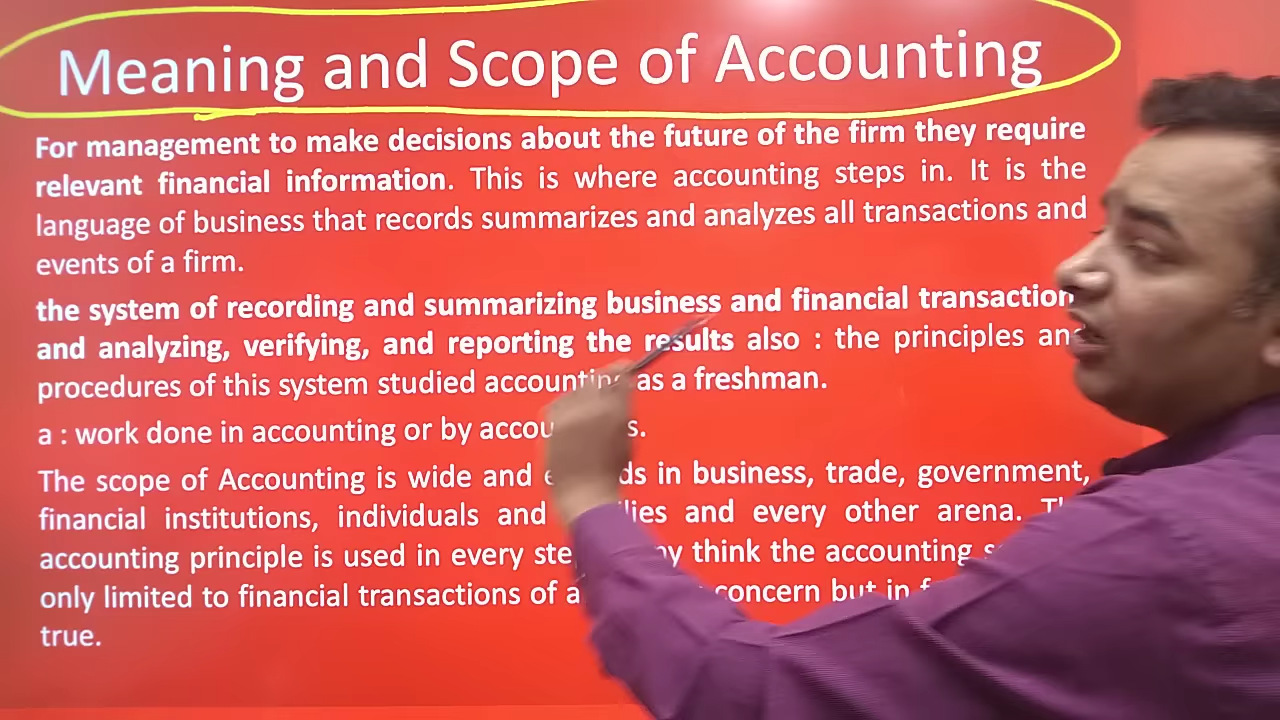 Meaning and Scope of Accounting
For management to make decisions about the future of the firm they require
relevant financial information. This is where accounting steps in. It is the
language of business that records summarizes and analyzes all transactions and
events of a firm.
the system of recording and summarizing business and financial transaction
and analyzing, verifying, and reporting the results also : the principles
procedures of this system studied accounting as a freshman.
a : work done in accounting or by
The scope of Accounting is wide and in business, trade, government,
financial institutions, individuals and and every other arena.
accounting principle is used in every think the accounting
only limited to financial transactions of a concern but in
true.